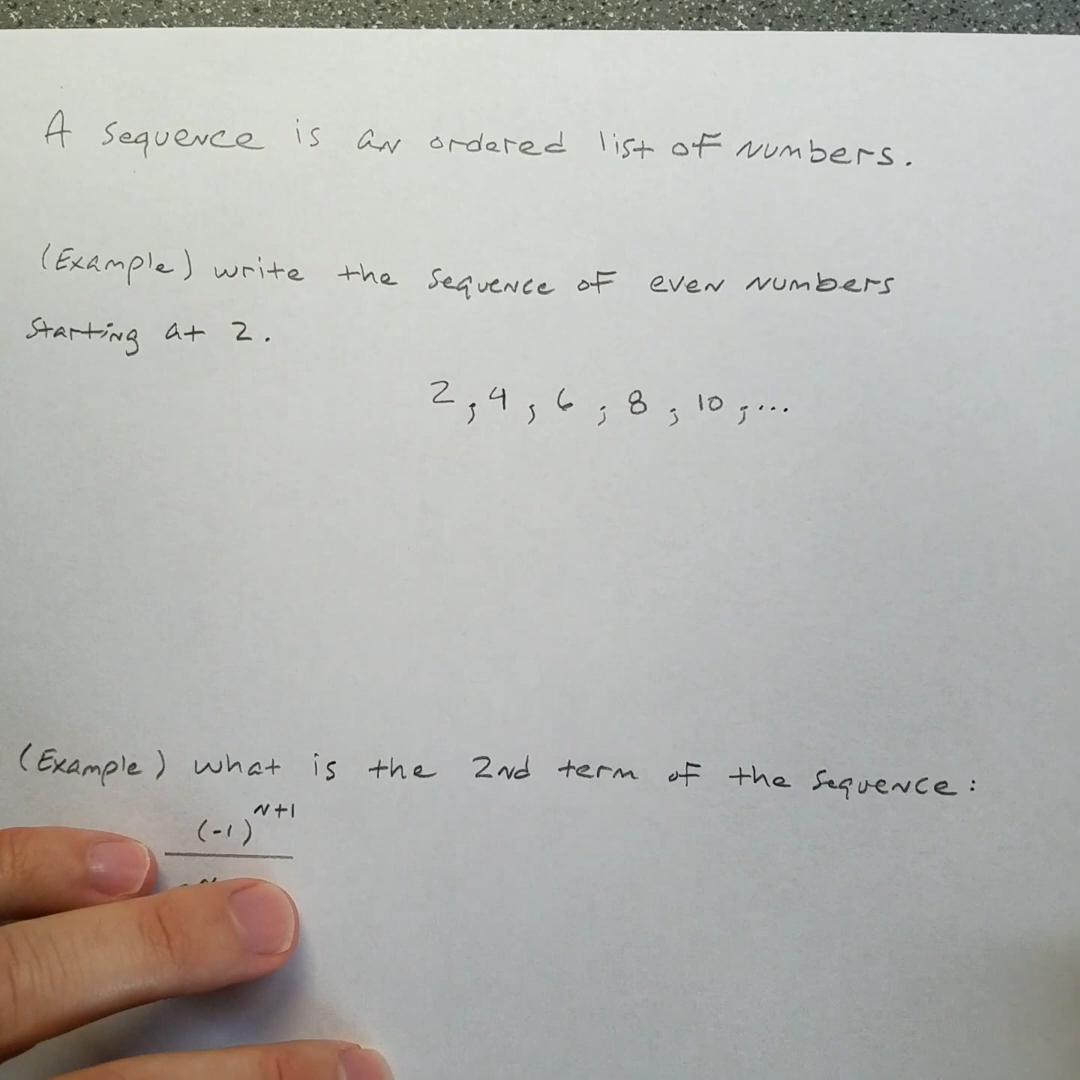 A sequence is an ordered list of numbers.
(Example) write the sequence of even numbers
starting at 2.
2, 4, 6, 8, 10, ...
(Example) what is the 2nd term of the sequence:
(-1)^{n+1}